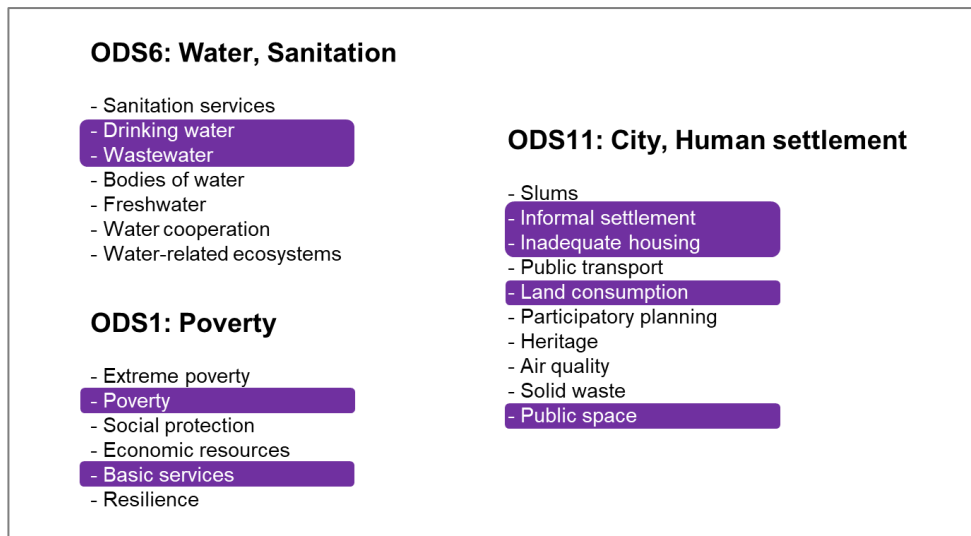 ODS6: Water, Sanitation
- Sanitation services
- Drinking water
- Wastewater
- Bodies of water
- Freshwater
- Water cooperation
- Water-related ecosystems
ODS1: Poverty
- Extreme poverty
- Poverty
- Social protection
- Economic resources
- Basic services
- Resilience
ODS11: City, Human settlement
- Slums
- Informal settlement
- Inadequate housing
- Public transport
- Land consumption
- Participatory planning
- Heritage
- Air quality
- Solid waste
- Public space